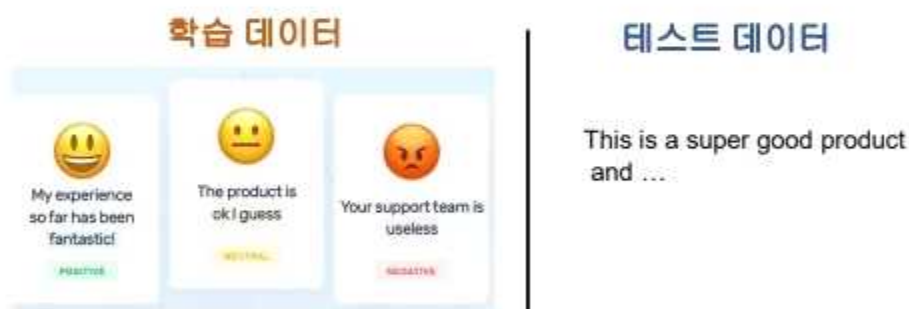 학습 데이터
My experience
so far has been
fantastic!
POSITIVE
The product is
ok I guess
NEUTRAL
Your support team is
useless
NEGATIVE
테스트 데이터
This is a super good product
and …